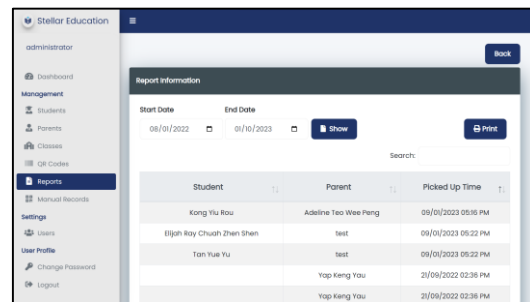 Stellar Education
administrator
Dashboard
Management
Students
Parents
Classes
QR Codes
Reports
Manual Records
Settings
Users
User Profile
Change Password
Logout
Back
Report Information
Start Date End Date
08/01/2022 01/10/2023 Show Print
Search:
Student Parent Picked Up Time
Kong Yiu Rou Adeline Teo Wee Peng 09/01/2023 05:16 PM
Elijah Ray Chuah Zhen Shen test 09/01/2023 05:22 PM
Tan Yue Yu test 09/01/2023 05:22 PM
Yap Keng Yau 21/09/2022 02:36 PM
Yap Keng Yau 21/09/2022 02:36 PM